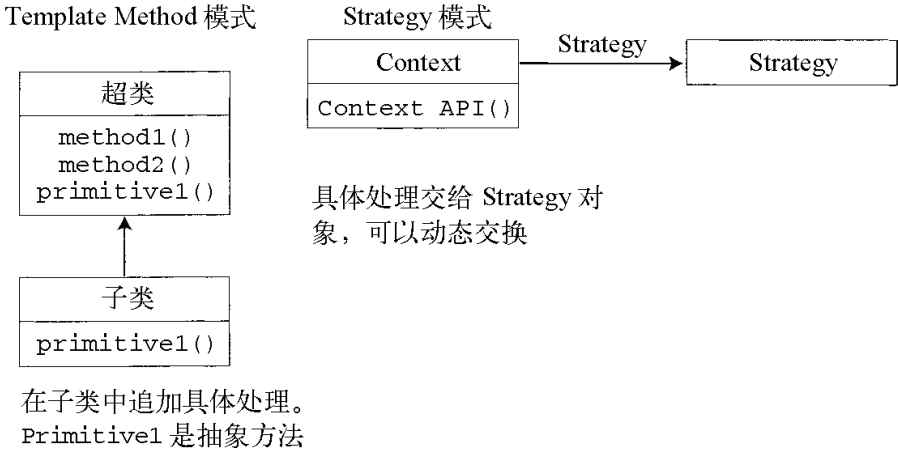 Template Method 模式
超类
method1()
method2()
primitive1()
子类
primitive1()
在子类中追加具体处理。
Primitive1 是抽象方法
Strategy 模式
Context
Context API()
Strategy
Strategy
具体处理交给 Strategy 对
象，可以动态交换